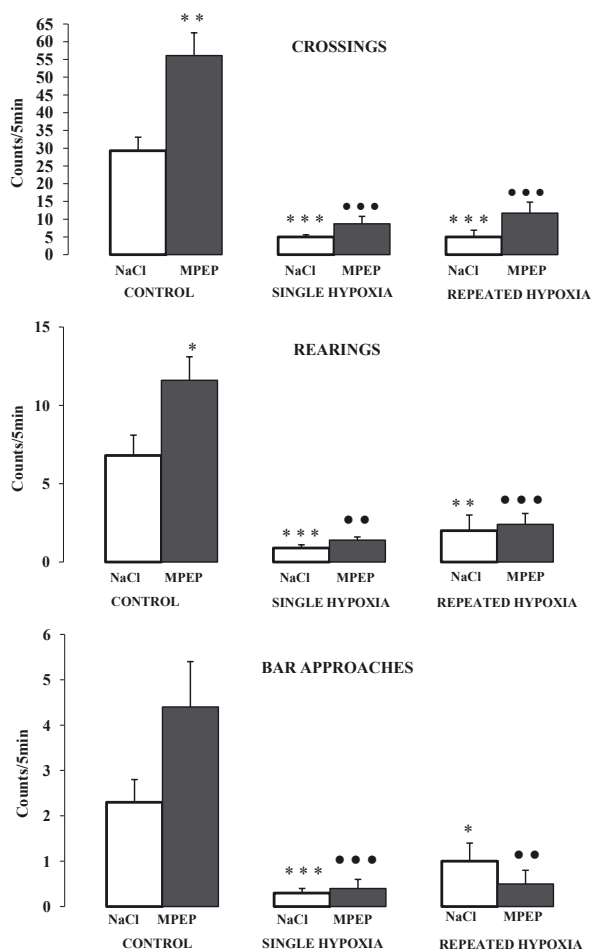 CROSSINGS
Counts/5min
65
60
55
50
45
40
35
30
25
20
15
10
5
0
* *
* * *
● ● ●
* * *
● ● ●
NaCl MPEP NaCl MPEP NaCl MPEP
CONTROL SINGLE HYPOXIA REPEATED HYPOXIA
REARINGS
Counts/5min
15
10
5
0
*
* * *
● ●
* *
● ● ●
NaCl MPEP NaCl MPEP NaCl MPEP
CONTROL SINGLE HYPOXIA REPEATED HYPOXIA
BAR APPROACHES
Counts/5min
6
5
4
3
2
1
0
* * *
● ● ●
*
● ●
NaCl MPEP NaCl MPEP NaCl MPEP
CONTROL SINGLE HYPOXIA REPEATED HYPOXIA